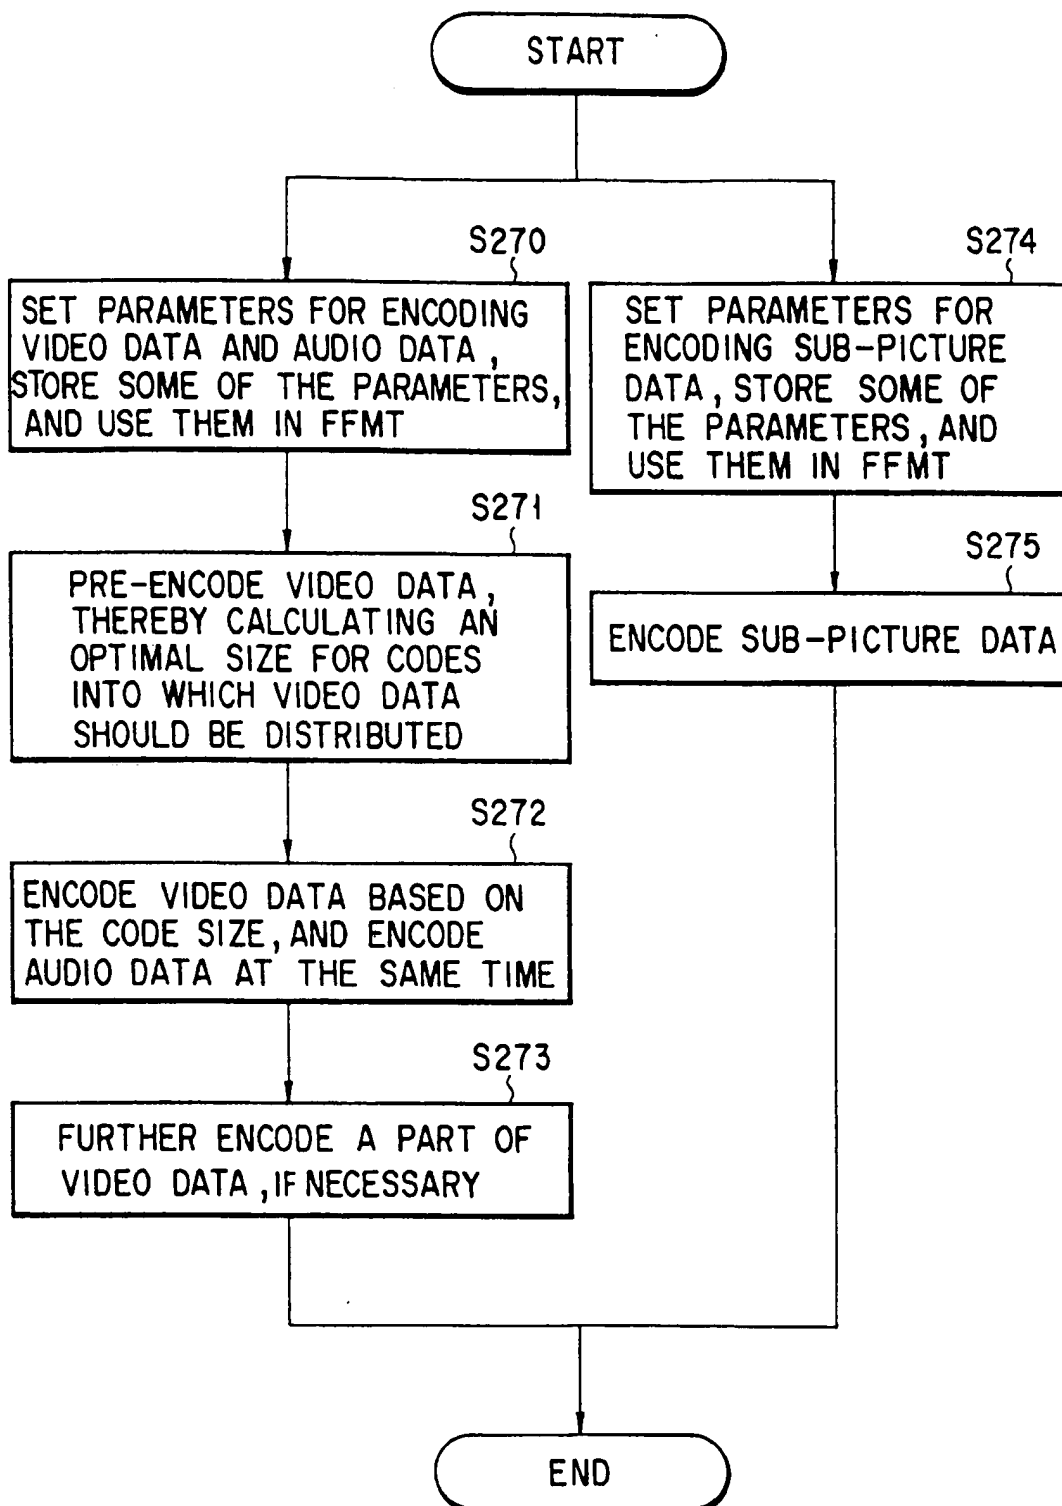 START
S270
SET PARAMETERS FOR ENCODING
VIDEO DATA AND AUDIO DATA,
STORE SOME OF THE PARAMETERS,
AND USE THEM IN FFMT
S271
PRE-ENCODE VIDEO DATA,
THEREBY CALCULATING AN
OPTIMAL SIZE FOR CODES
INTO WHICH VIDEO DATA
SHOULD BE DISTRIBUTED
S272
ENCODE VIDEO DATA BASED ON
THE CODE SIZE, AND ENCODE
AUDIO DATA AT THE SAME TIME
S273
FURTHER ENCODE A PART OF
VIDEO DATA, IF NECESSARY
S274
SET PARAMETERS FOR
ENCODING SUB-PICTURE
DATA, STORE SOME OF
THE PARAMETERS, AND
USE THEM IN FFMT
S275
ENCODE SUB-PICTURE DATA
END